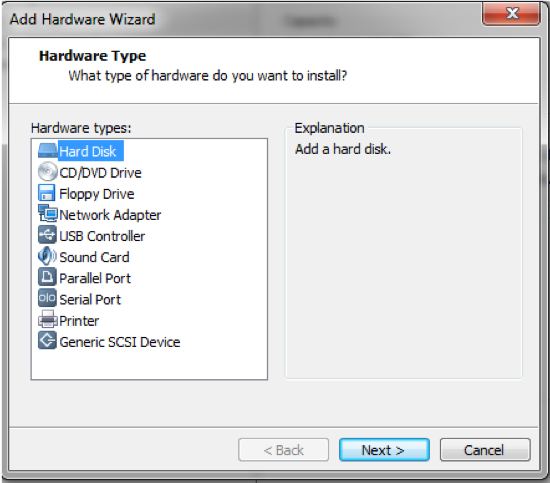 Add Hardware Wizard
Hardware Type
What type of hardware do you want to install?
Hardware types:
Hard Disk
CD/DVD Drive
Floppy Drive
Network Adapter
USB Controller
Sound Card
Parallel Port
Serial Port
Printer
Generic SCSI Device
Explanation
Add a hard disk.
< Back
Next >
Cancel